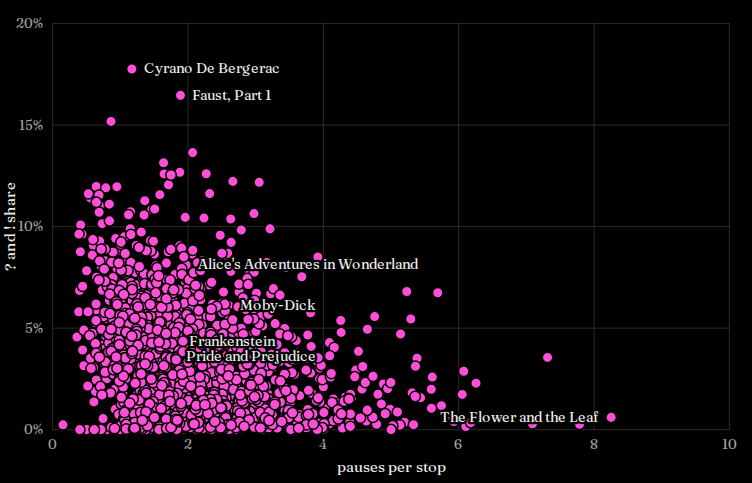 20%
Cyrano De Bergerac
Faust, Part 1
15%
? and ! share
10%
Alice's Adventures in Wonderland
Moby-Dick
5%
Frankenstein
Pride and Prejudice
The Flower and the Leaf
0%
0 2 4 6 8 10
pauses per stop